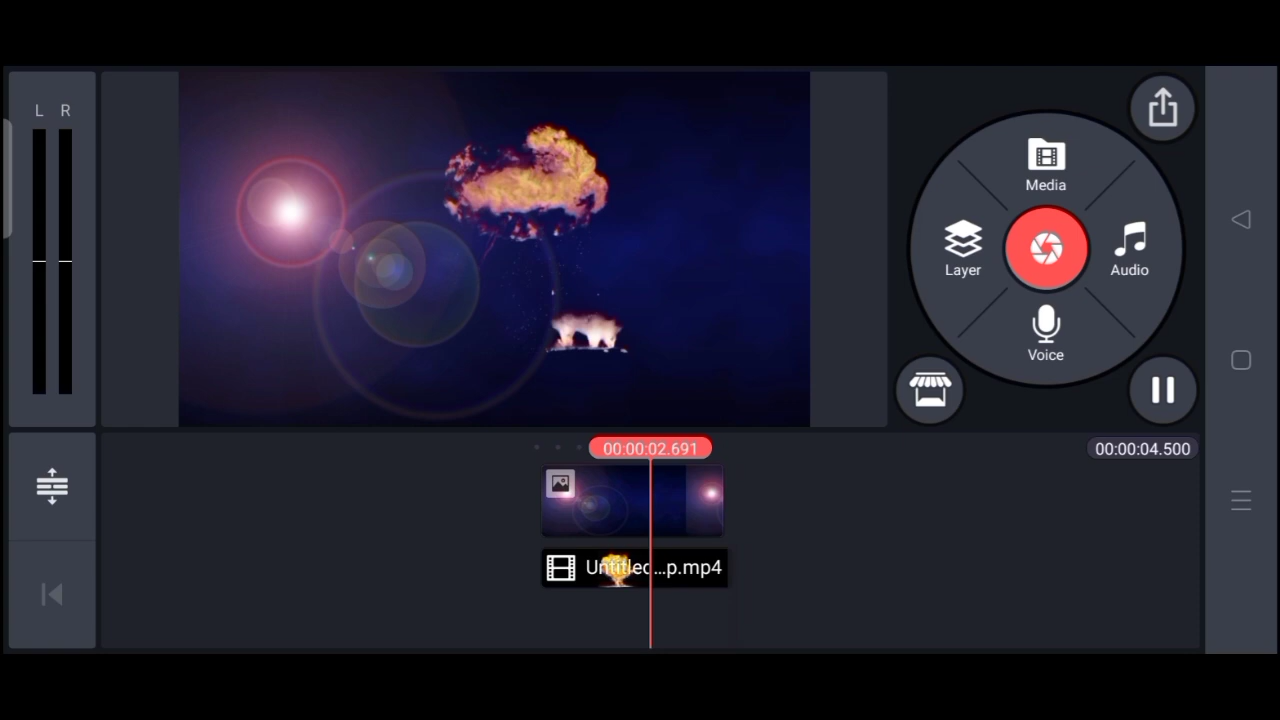 L R
Media
Layer
Audio
Voice
00:00:02.691
00:00:04.500
Untitled...p.mp4